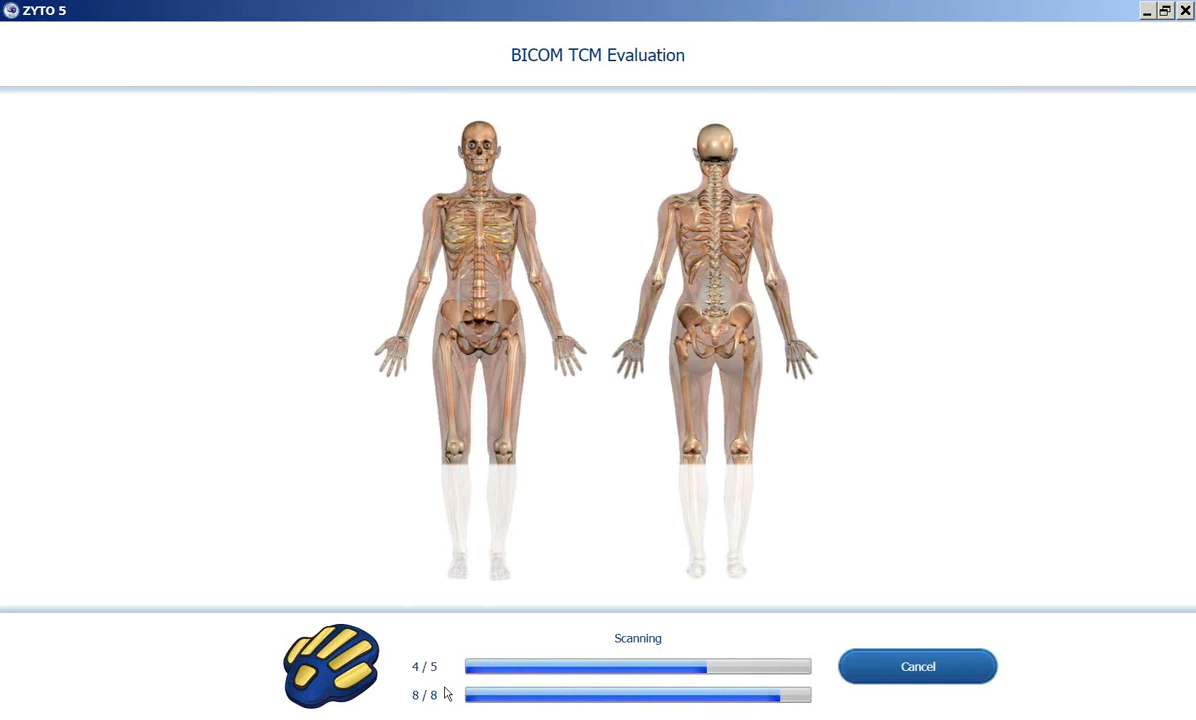 ZYTO 5
BICOM TCM Evaluation
Scanning
4 / 5
Cancel
8 / 8